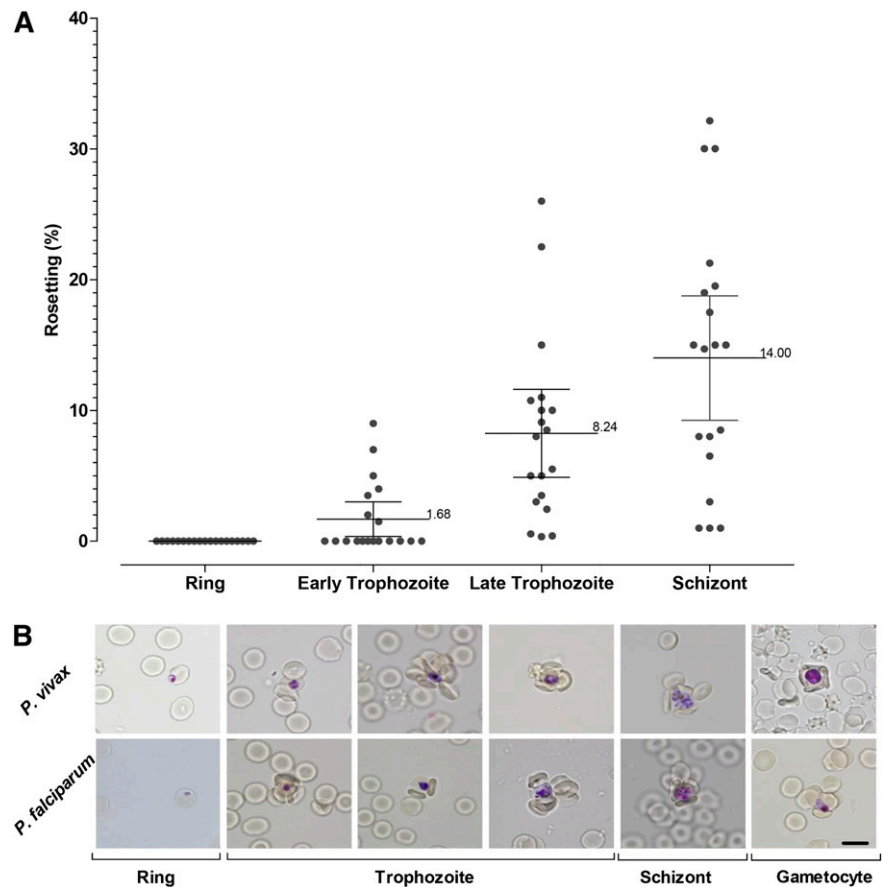 A
40
30
20
10
0
Rosetting (%)
1.68
8.24
14.00
Ring
Early Trophozoite
Late Trophozoite
Schizont
B
P. vivax
P. falciparum
Ring
Trophozoite
Schizont
Gametocyte